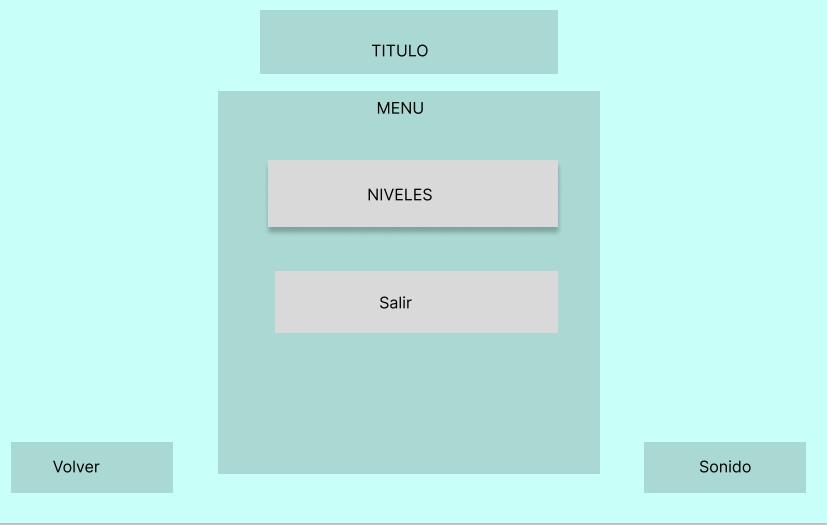 TITULO
MENU
NIVELES
Salir
Volver
Sonido